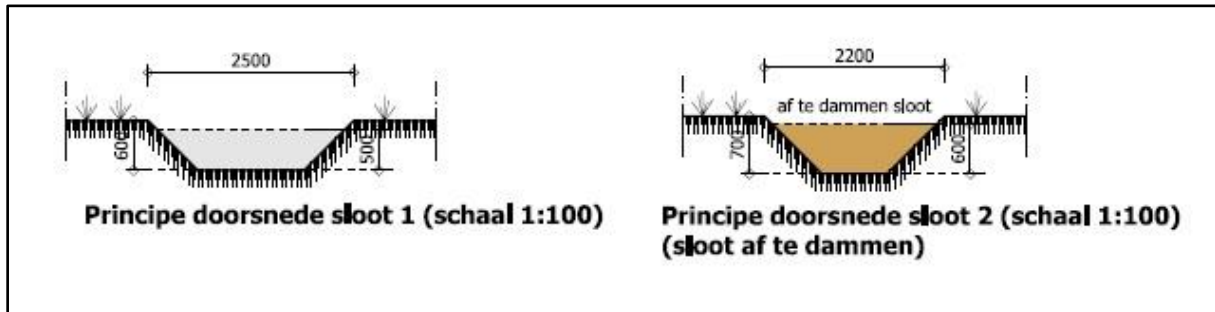 2500
600
500
Principe doorsnede sloot 1 (schaal 1:100)
2200
af te dammen sloot
700
600
Principe doorsnede sloot 2 (schaal 1:100)
(sloot af te dammen)